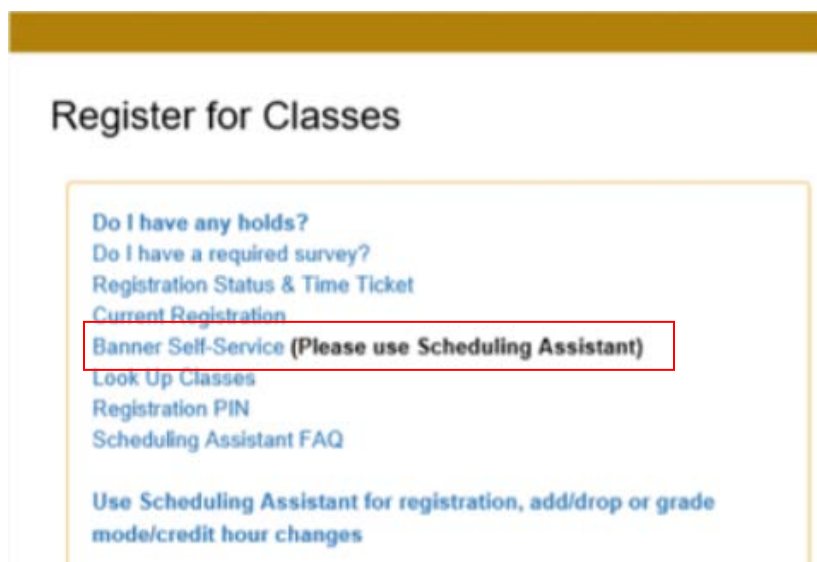 Register for Classes
Do I have any holds?
Do I have a required survey?
Registration Status & Time Ticket
Current Registration
Banner Self-Service (Please use Scheduling Assistant)
Look Up Classes
Registration PIN
Scheduling Assistant FAQ
Use Scheduling Assistant for registration, add/drop or grade
mode/credit hour changes